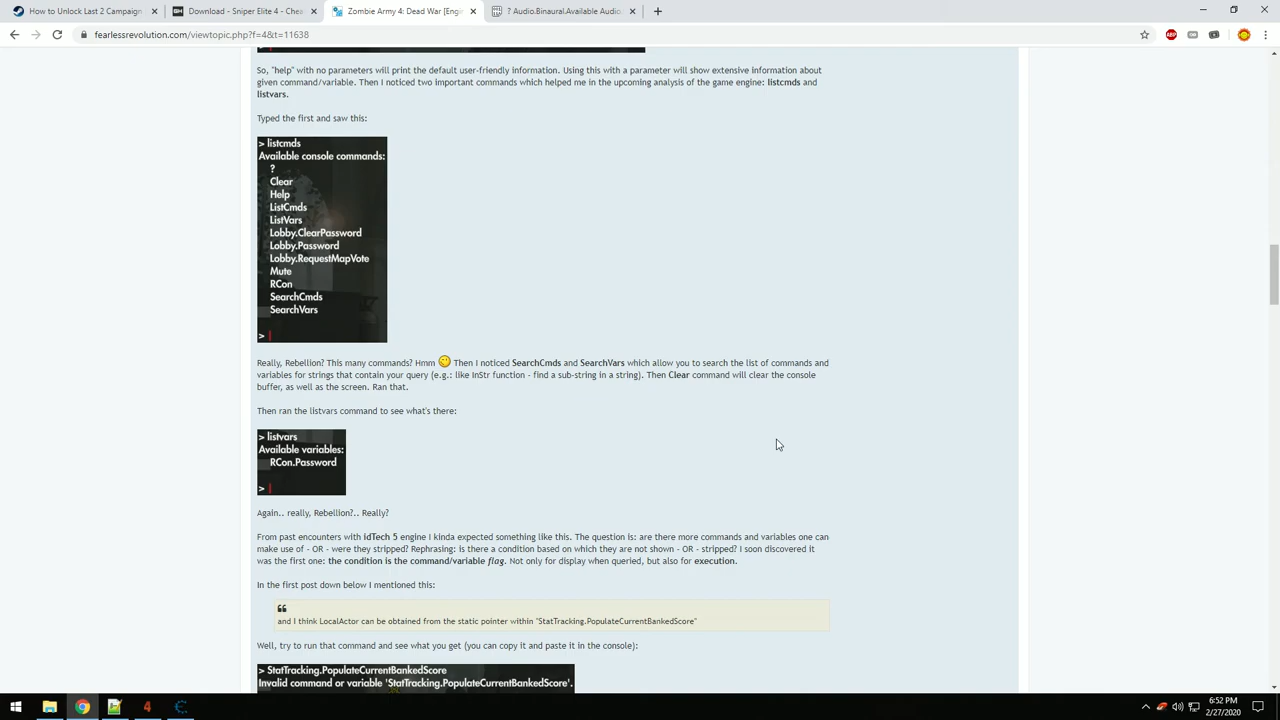 How to Unlock Last 2 Campaign
Download - Sniper Elite 4 - Chea
Zombie Army 4: Dead War [Engin
? Audio.Binaural.Available Audio.
fearlessrevolution.com/viewtopic.php?f=4&t=11638
So, "help" with no parameters will print the default user-friendly information. Using this with a parameter will show extensive information about
given command/variable. Then I noticed two important commands which helped me in the upcoming analysis of the game engine: listcmds and
listvars.
Typed the first and saw this:
> listcmds
Available console commands:
?
Clear
Help
ListCmds
ListVars
Lobby.ClearPassword
Lobby.Password
Lobby.RequestMapVote
Mute
RCon
SearchCmds
SearchVars
>
Really, Rebellion? This many commands? Hmm Then I noticed SearchCmds and SearchVars which allow you to search the list of commands and
variables for strings that contain your query (e.g.: like InStr function - find a sub-string in a string). Then Clear command will clear the console
buffer, as well as the screen. Ran that.
Then ran the listvars command to see what's there:
> listvars
Available variables:
RCon.Password
>
Again.. really, Rebellion?.. Really?
From past encounters with idTech 5 engine I kinda expected something like this. The question is: are there more commands and variables one can
make use of - OR - were they stripped? Rephrasing: is there a condition based on which they are not shown - OR - stripped? I soon discovered it
was the first one: the condition is the command/variable flag. Not only for display when queried, but also for execution.
In the first post down below I mentioned this:
and I think LocalActor can be obtained from the static pointer within "StatTracking.PopulateCurrentBankedScore"
Well, try to run that command and see what you get (you can copy it and paste it in the console):
> StatTracking.PopulateCurrentBankedScore
Invalid command or variable 'StatTracking.PopulateCurrentBankedScore'.
6:52 PM
2/27/2020